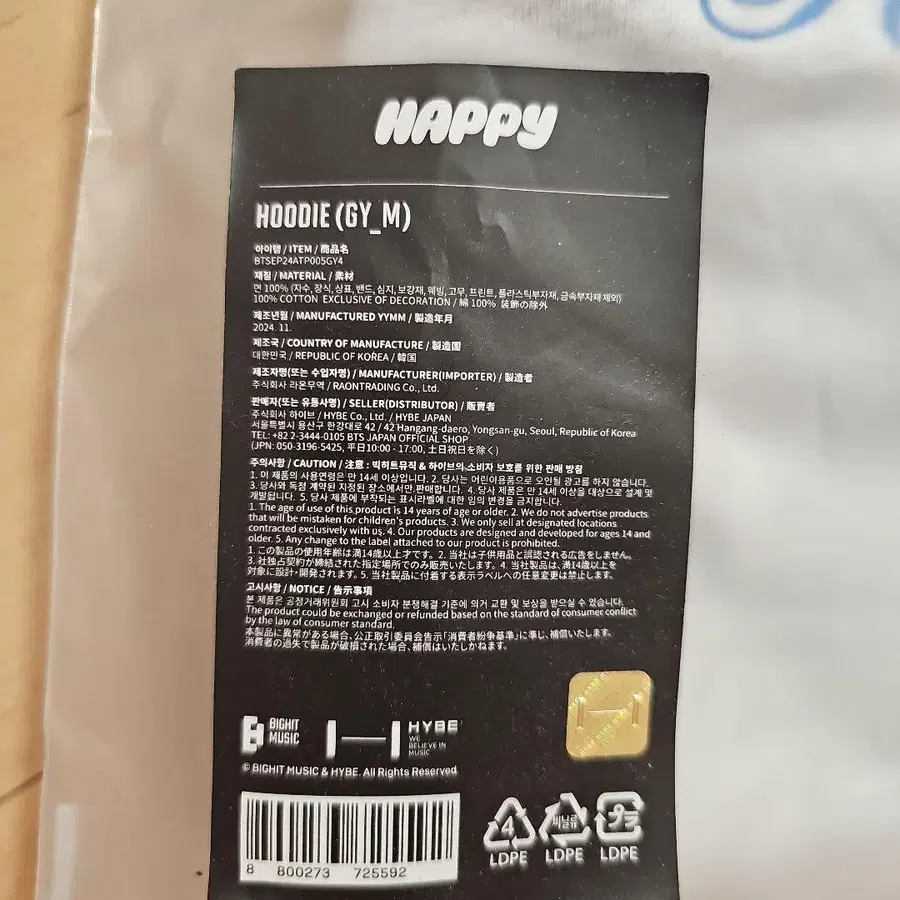 HAPPY
HOODIE (GY_M)
아이템 / ITEM / 商品名
BTSEP24ATP005GY4
재질 / MATERIAL / 素材
면 100% (자수, 장식, 상표, 밴드, 심지, 보강재, 웨빙, 고무, 프린트, 플라스틱부자재, 금속부자재 제외)
100% COTTON EXCLUSIVE OF DECORATION / 綿 100% 装飾の除外
제조년월 / MANUFACTURED YYMM / 製造年月
2024. 11.
제조국 / COUNTRY OF MANUFACTURE / 製造国
대한민국 / REPUBLIC OF KOREA / 韓国
제조자명(또는 수입자명) / MANUFACTURER(IMPORTER) / 製造者
주식회사 라온무역 / RAONTRADING Co., Ltd.
판매자(또는 유통사명) / SELLER(DISTRIBUTOR) / 販賣者
주식회사 하이브 / HYBE Co., Ltd. / HYBE JAPAN
서울특별시 용산구 한강대로 42 / 42 Hangang-daero, Yongsan-gu, Seoul, Republic of Korea
TEL: +82 2-3444-0105 BTS JAPAN OFFICIAL SHOP
(JPN: 050-3196-5425, 平日10:00 - 17:00, 土日祝日を除く)
주의사항 / CAUTION / 注意 : 빅히트뮤직 & 하이브의 소비자 보호를 위한 판매 방침
1. 이 제품의 사용연령은 만 14세 이상입니다. 2. 당사는 어린이용품으로 오인될 광고를 하지 않습니다.
3. 당사와 독점 계약된 지정된 장소에서만 판매합니다. 4. 당사 제품은 만 14세 이상을 대상으로 설계 및
개발됩니다. 5. 당사 제품에 부착되는 표시라벨에 대한 임의 변경을 금지합니다.
1. The age of use of this product is 14 years of age or older. 2. We do not advertise products
that will be mistaken for children's products. 3. We only sell at designated locations
contracted exclusively with us. 4. Our products are designed and developed for ages 14 and
older. 5. Any change to the label attached to our product is prohibited.
1. この製品の使用年齢は満14歳以上才です。2. 当社は子供用品と誤認される広告をしません。
3. 社独占契約が締結された指定場所でのみ販売いたします。4. 当社製品は、満14歳以上を
対象に設計・開発されます。5. 当社製品に付着する表示ラベルへの任意変更は禁止します。
고시사항 / NOTICE / 告示事項
본 제품은 공정거래위원회 고시 소비자 분쟁해결 기준에 의거 교환 및 보상을 받으실 수 있습니다.
The product could be exchanged or refunded based on the standard of consumer conflict
by the law of consumer standard.
本製品に異常がある場合、公正取引委員会告示「消費者紛争基準」に準じ、補償いたします。
消費者の過失で製品が破損された場合、補償はいたしかねます。
BIGHIT
MUSIC
HYBE
WE
BELIEVE IN
MUSIC
© BIGHIT MUSIC & HYBE. All Rights Reserved.
8 800273 725592
4
비닐류
プラ
LDPE LDPE LDPE